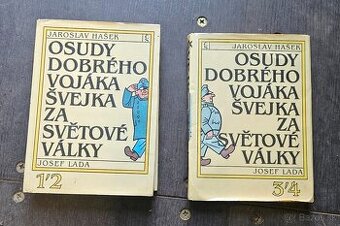 JAROSLAV HAŠEK
OSUDY
DOBRÉHO
VOJÁKA
ŠVEJKA
ZA
SVĚTOVÉ
VÁLKY
JOSEF LADA
1/2
JAROSLAV HAŠEK
OSUDY
DOBRÉHO
VOJÁKA
ŠVEJKA
ZA
SVĚTOVÉ
VÁLKY
JOSEF LADA
3/4